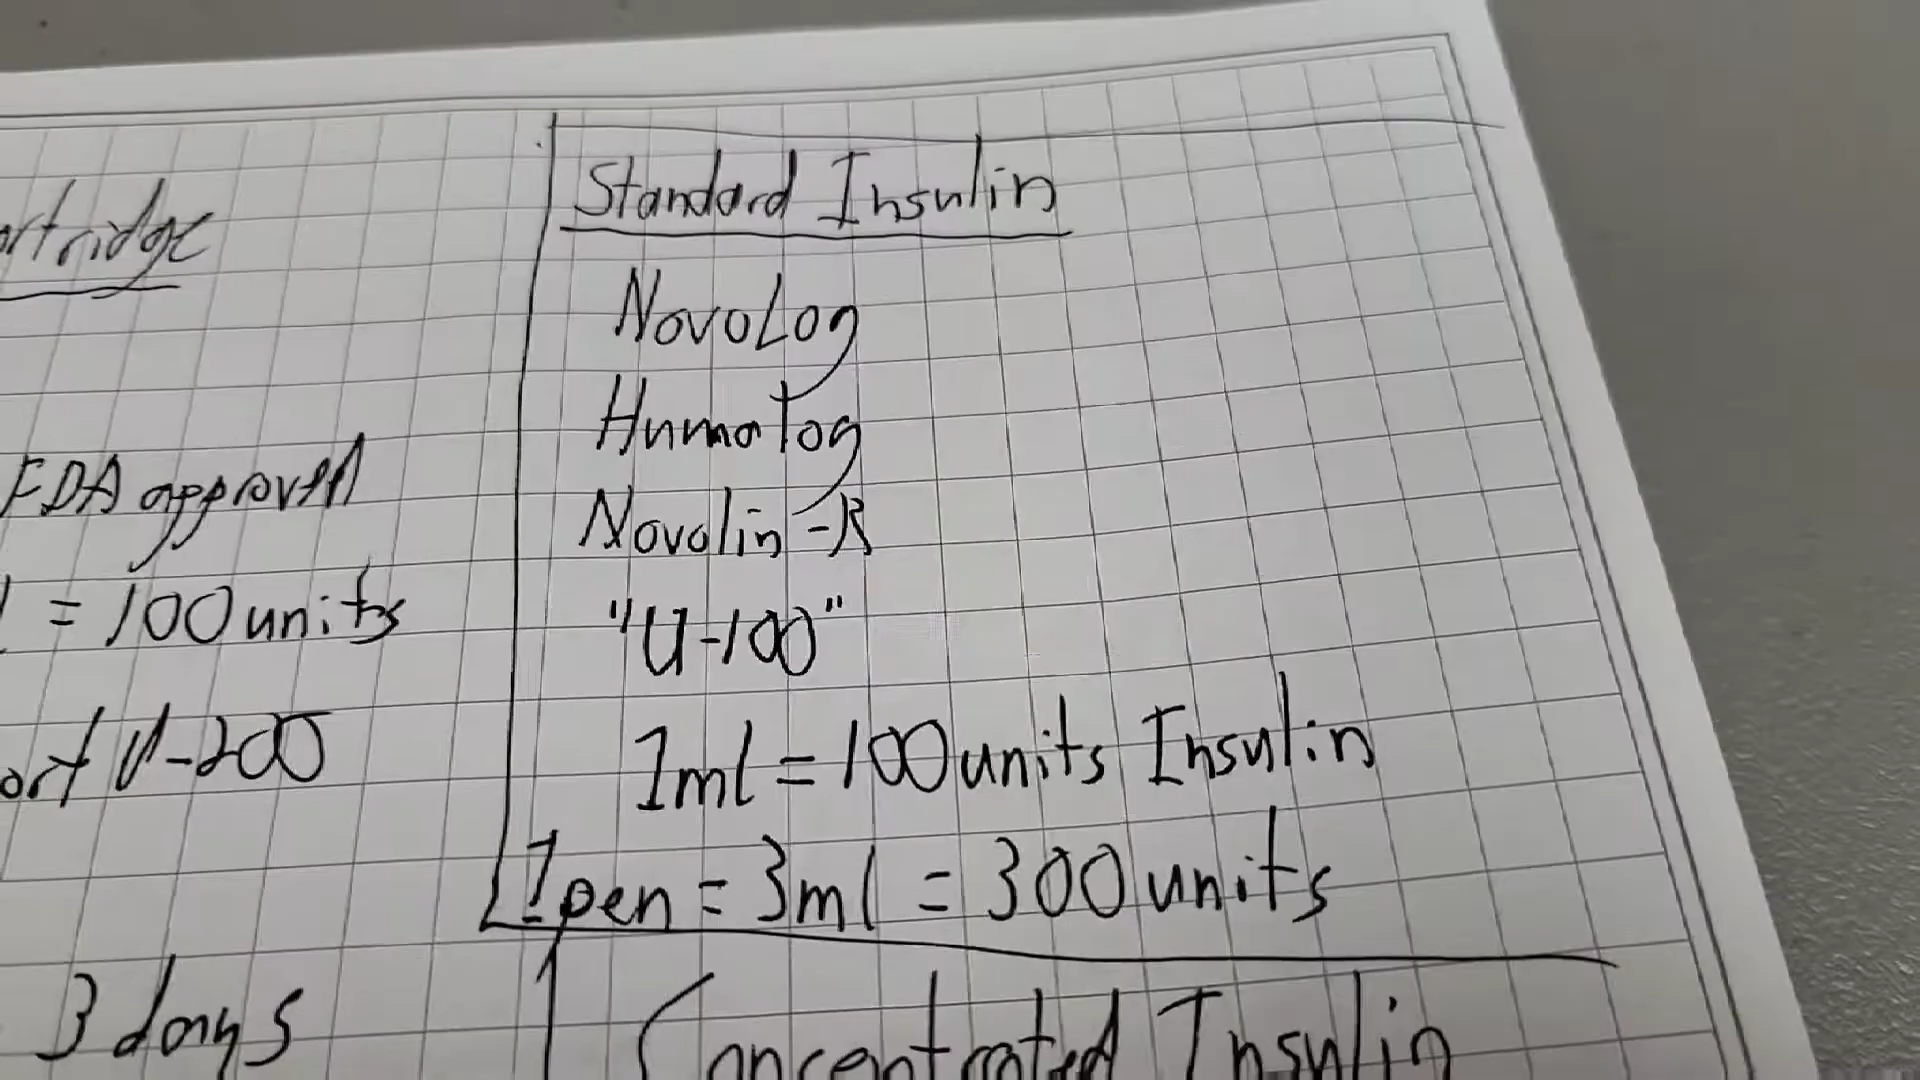 Standard Insulin
NovoLog
Humalog
Novolin-R
"U-100"
1ml = 100 units Insulin
1 pen = 3ml = 300 units
Concentrated Insulin
artridge
FDA approved
l = 100 units
ort U-200
3 days